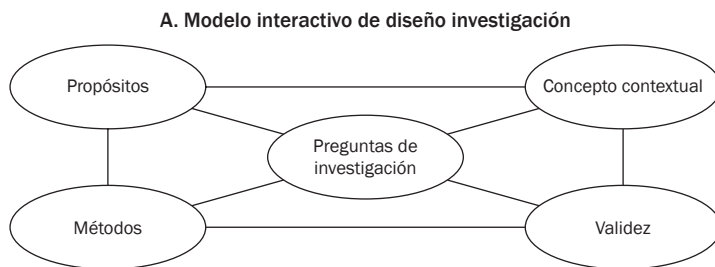 A. Modelo interactivo de diseño investigación
Propósitos
Concepto contextual
Preguntas de
investigación
Métodos
Validez